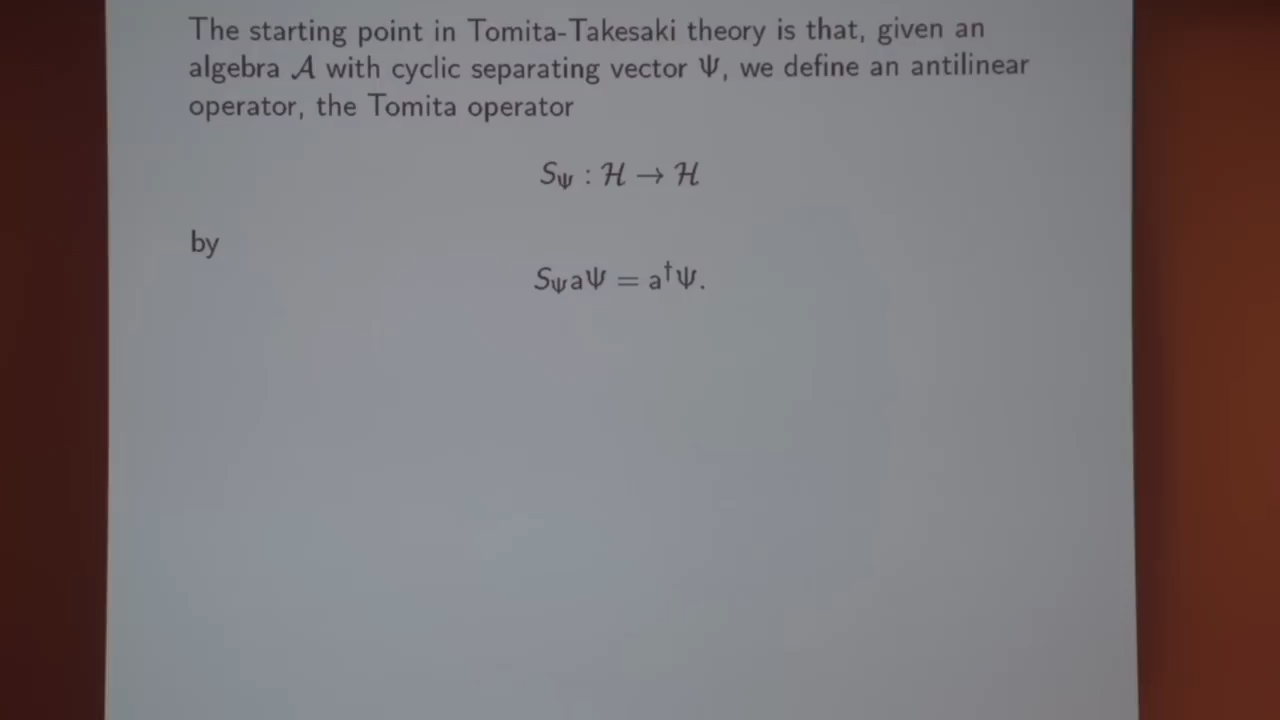 The starting point in Tomita-Takesaki theory is that, given an
algebra 𝒜 with cyclic separating vector Ψ, we define an antilinear
operator, the Tomita operator
S_Ψ : ℋ → ℋ
by
S_Ψ aΨ = a†Ψ.